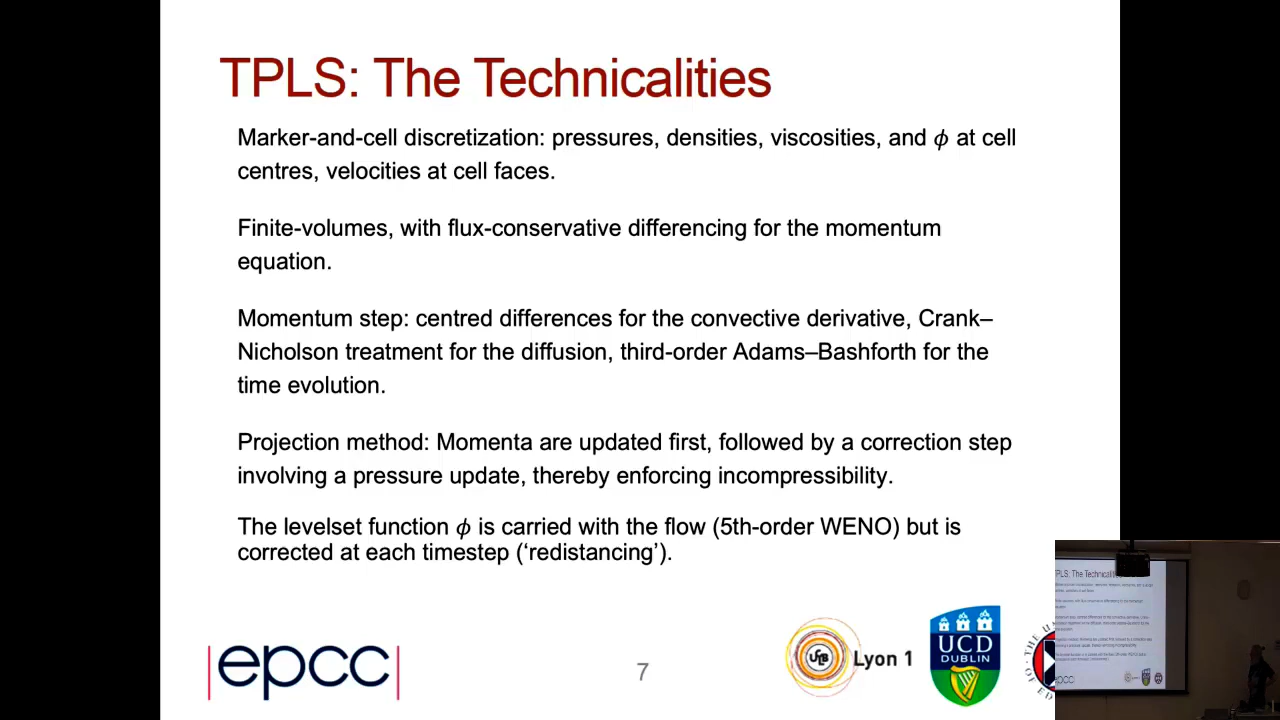 TPLS: The Technicalities
Marker-and-cell discretization: pressures, densities, viscosities, and ϕ at cell
centres, velocities at cell faces.
Finite-volumes, with flux-conservative differencing for the momentum
equation.
Momentum step: centred differences for the convective derivative, Crank–
Nicholson treatment for the diffusion, third-order Adams–Bashforth for the
time evolution.
Projection method: Momenta are updated first, followed by a correction step
involving a pressure update, thereby enforcing incompressibility.
The levelset function ϕ is carried with the flow (5th-order WENO) but is
corrected at each timestep (‘redistancing’).
epcc
7
Lyon 1
UCD
DUBLIN
TPLS: The Technicalities